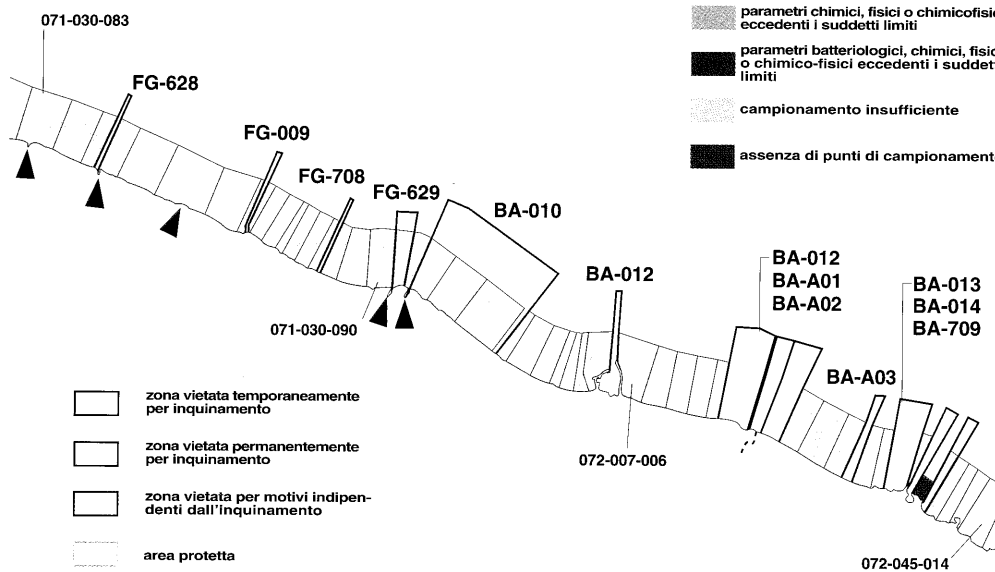 071-030-083
parametri chimici, fisici o chimicofisic
eccedenti i suddetti limiti
parametri batteriologici, chimici, fisic
o chimico-fisici eccedenti i suddett
limiti
campionamento insufficiente
assenza di punti di campionament
FG-628
FG-009
FG-708
FG-629
BA-010
BA-012
BA-012
BA-A01
BA-A02
BA-013
BA-014
BA-709
BA-A03
071-030-090
072-007-006
072-045-014
zona vietata temporaneamente
per inquinamento
zona vietata permanentemente
per inquinamento
zona vietata per motivi indipen-
denti dall'inquinamento
area protetta